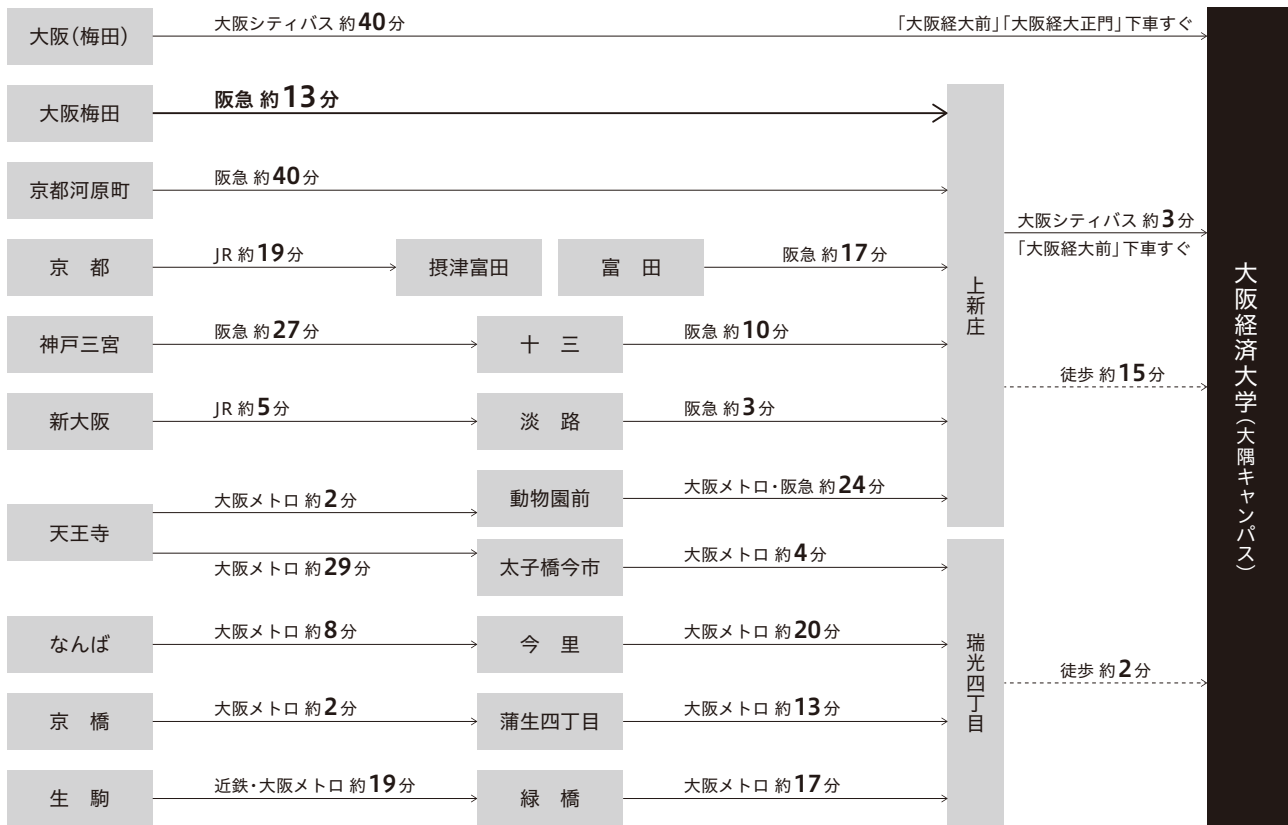 大阪（梅田）
大阪シティバス 約40分
「大阪経大前」「大阪経大正門」下車すぐ
大阪梅田
阪急 約13分
京都河原町
阪急 約40分
京 都
JR 約19分
摂津富田
富 田
阪急 約17分
神戸三宮
阪急 約27分
十 三
阪急 約10分
新大阪
JR 約5分
淡 路
阪急 約3分
天王寺
大阪メトロ 約2分
動物園前
大阪メトロ・阪急 約24分
大阪メトロ 約29分
太子橋今市
大阪メトロ 約4分
なんば
大阪メトロ 約8分
今 里
大阪メトロ 約20分
京 橋
大阪メトロ 約2分
蒲生四丁目
大阪メトロ 約13分
生 駒
近鉄・大阪メトロ 約19分
緑 橋
大阪メトロ 約17分
上新庄
大阪シティバス 約3分
「大阪経大前」下車すぐ
徒歩 約15分
瑞光四丁目
徒歩 約2分
大阪経済大学（大隅キャンパス）